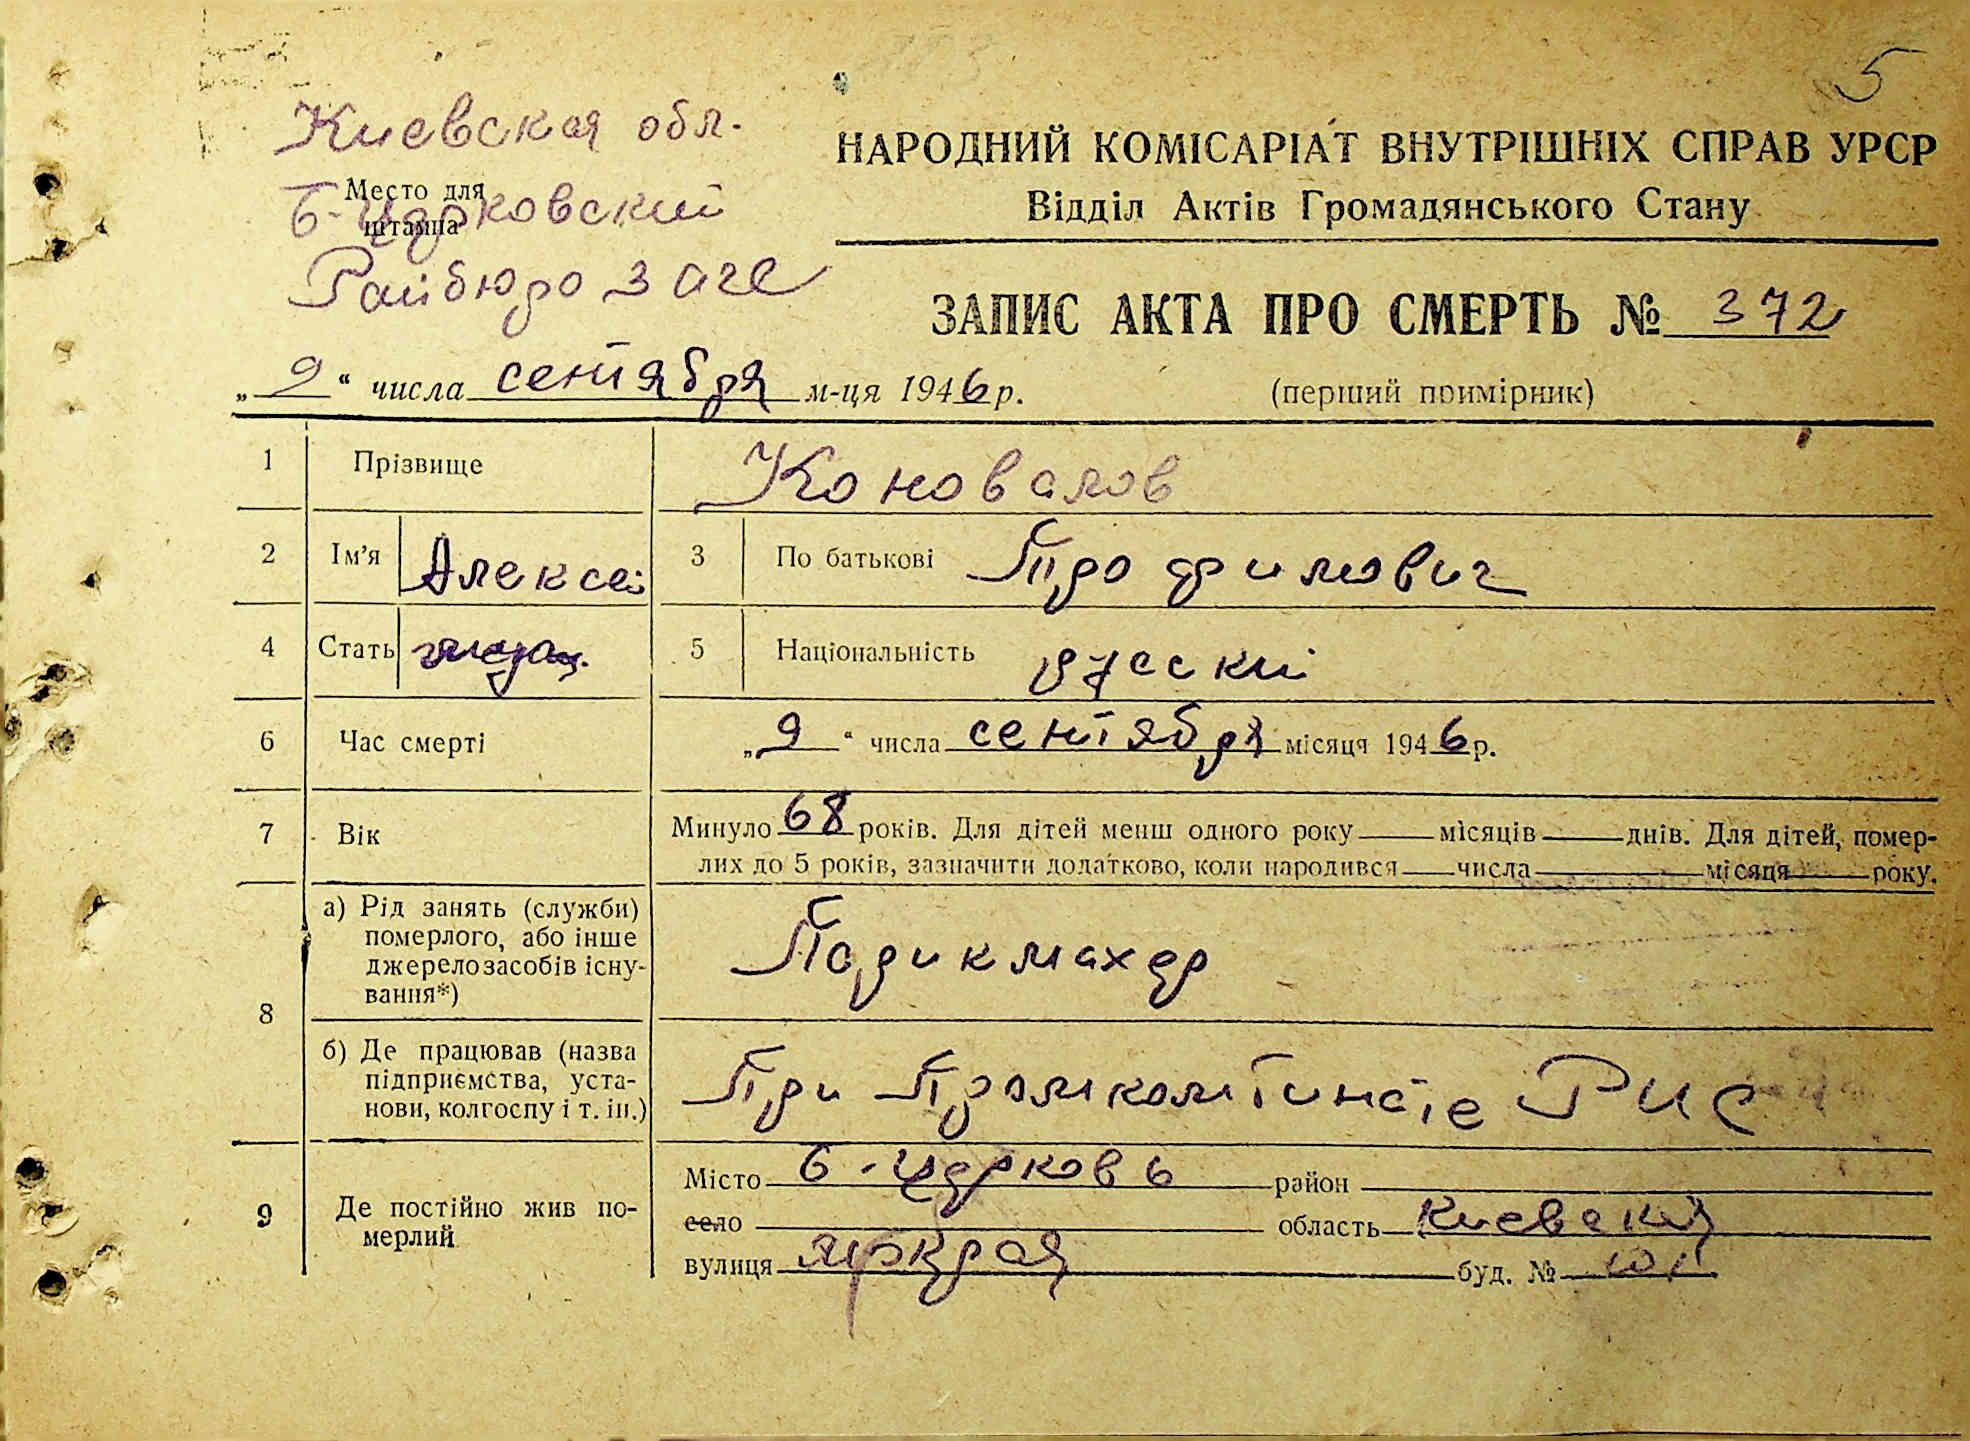 5
Киевская обл.
Место для
штампа
Б-Церковский
Райбюро загс
НАРОДНИЙ КОМІСАРІАТ ВНУТРІШНІХ СПРАВ УРСР
Відділ Актів Громадянського Стану
ЗАПИС АКТА ПРО СМЕРТЬ № 372
„9“ числа сентября м-ця 1946 р.
(перший примірник)
1 Прізвище Коновалов
2 Ім'я Алексей 3 По батькові Трофимович
4 Стать 5 Національність русский
6 Час смерті „9“ числа сентября місяця 1946 р.
7 Вік Минуло 68 років. Для дітей менш одного року місяців днів. Для дітей, помер-
лих до 5 років, зазначити додатково, коли народився числа місяця року.
8 а) Рід занять (служби)
померлого, або інше
джерело засобів існу-
вання*)
Парикмахер
б) Де працював (назва
підприємства, уста-
нови, колгоспу і т. ін.)
При Промкомбинате
9 Де постійно жив по-
мерлий
Місто Б-Церковь район
село область Киевский
вулиця буд. №